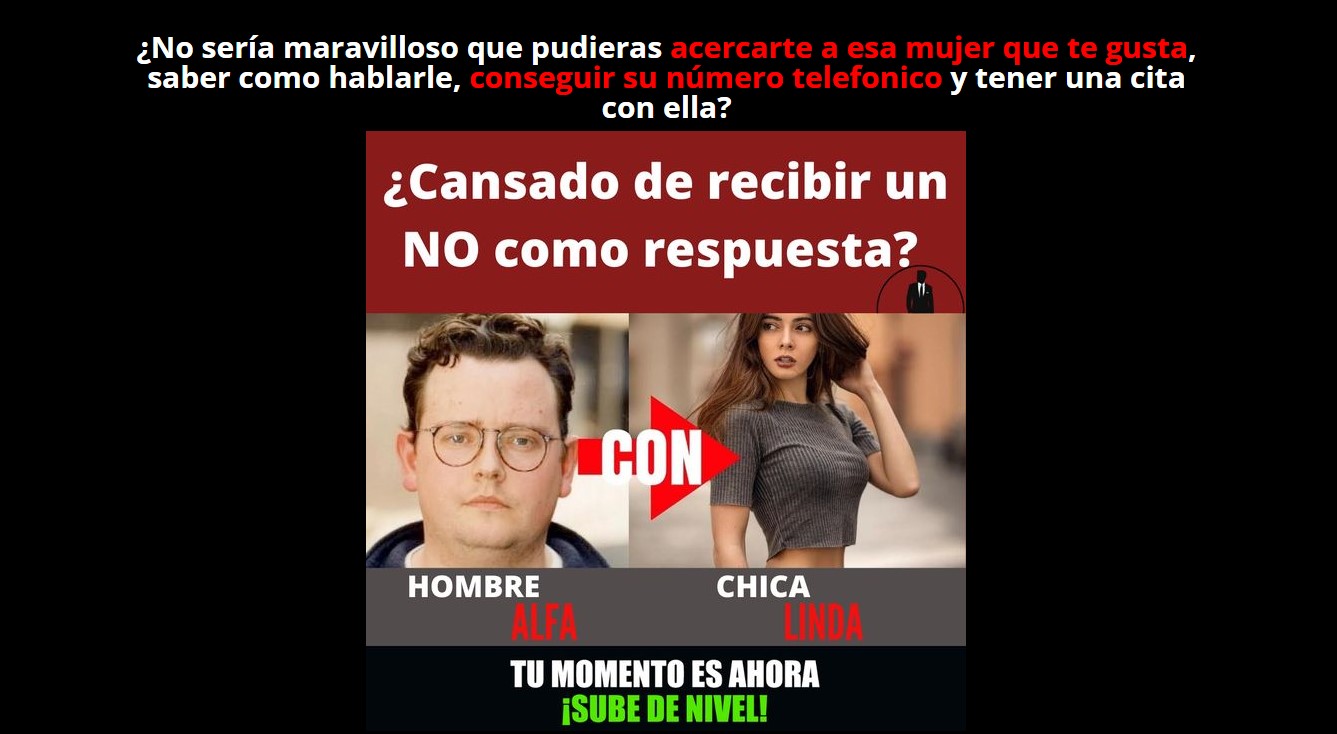 ¿No sería maravilloso que pudieras acercarte a esa mujer que te gusta,
saber como hablarle, conseguir su número telefonico y tener una cita
con ella?
¿Cansado de recibir un
NO como respuesta?
CON
HOMBRE
ALFA
CHICA
LINDA
TU MOMENTO ES AHORA
¡SUBE DE NIVEL!